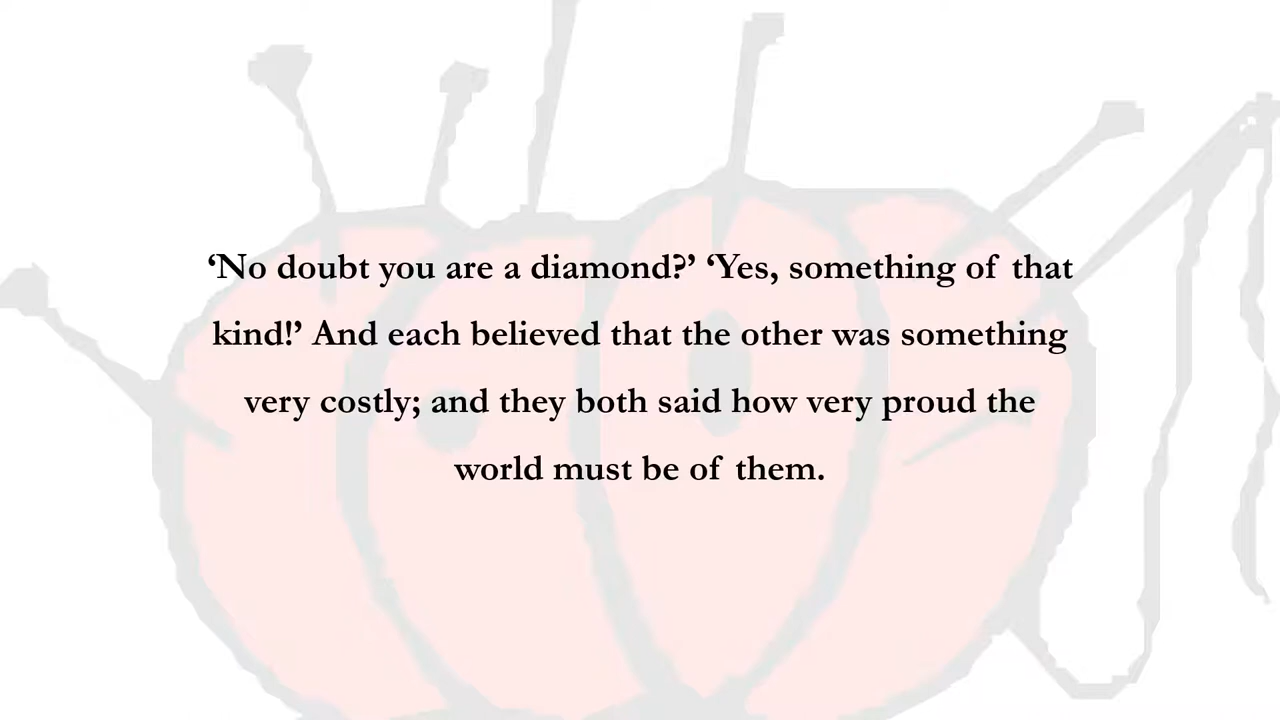 ‘No doubt you are a diamond?’ ‘Yes, something of that
kind!’ And each believed that the other was something
very costly; and they both said how very proud the
world must be of them.